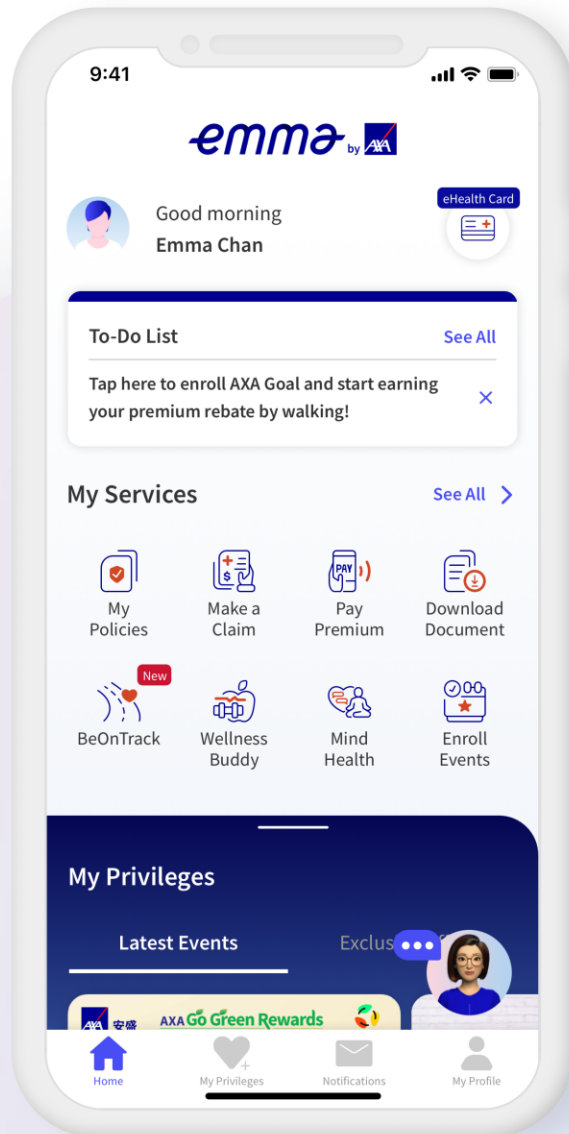 9:41
emma by AXA
eHealth Card
Good morning
Emma Chan
To-Do List
See All
Tap here to enroll AXA Goal and start earning
your premium rebate by walking!
My Services
See All
PAY
My Policies
Make a Claim
Pay Premium
Download Document
New
BeOnTrack
Wellness Buddy
Mind Health
Enroll Events
My Privileges
Latest Events
AXA 安盛
AXA Go Green Rewards
Home
My Privileges
Notifications
My Profile